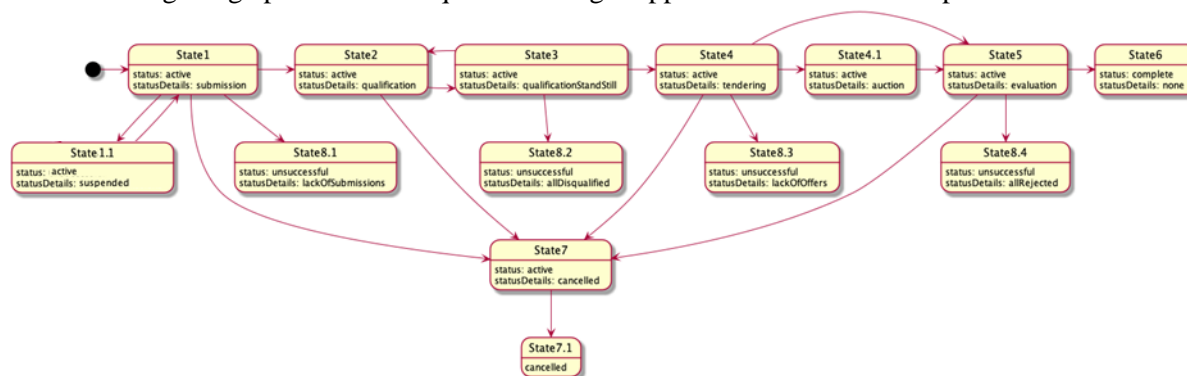 State1
status: active
statusDetails: submission
State2
status: active
statusDetails: qualification
State3
status: active
statusDetails: qualificationStandStill
State4
status: active
statusDetails: tendering
State4.1
status: active
statusDetails: auction
State5
status: active
statusDetails: evaluation
State6
status: complete
statusDetails: none
State1.1
status: active
statusDetails: suspended
State8.1
status: unsuccessful
statusDetails: lackOfSubmissions
State8.2
status: unsuccessful
statusDetails: allDisqualified
State8.3
status: unsuccessful
statusDetails: lackOfOffers
State8.4
status: unsuccessful
statusDetails: allRejected
State7
status: active
statusDetails: cancelled
State7.1
cancelled